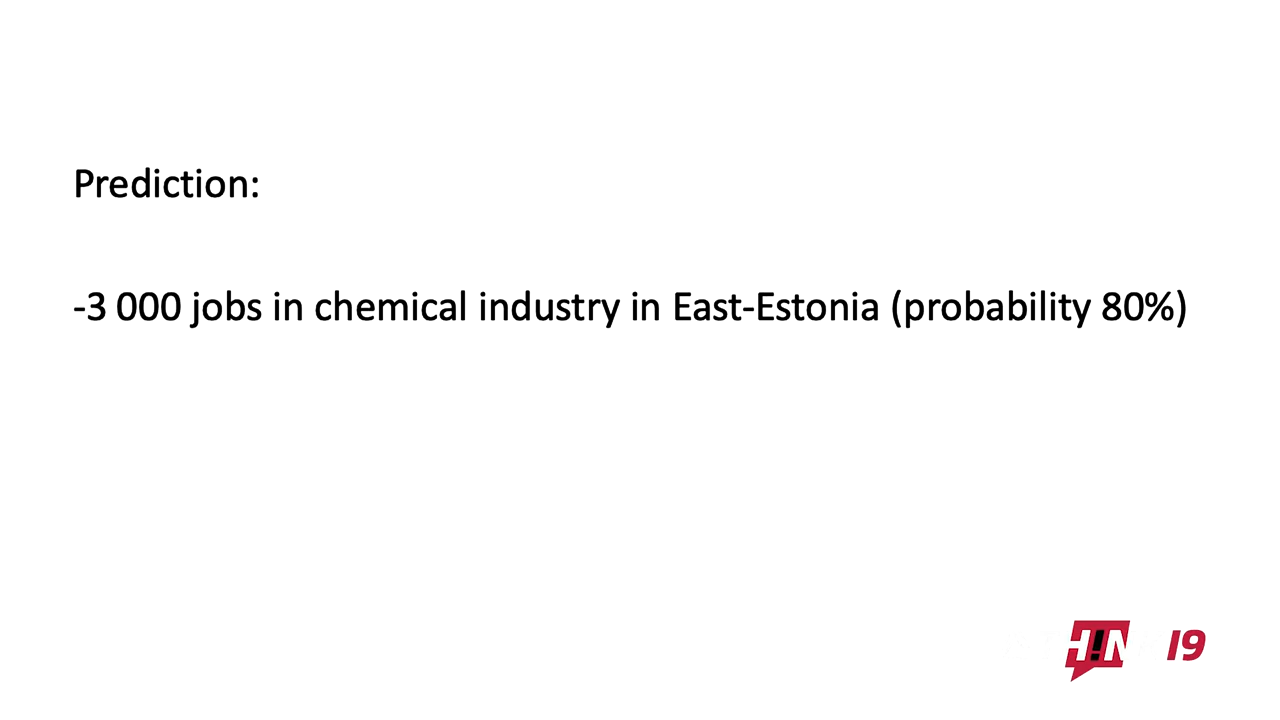 Prediction:
-3 000 jobs in chemical industry in East-Estonia (probability 80%)
H!N 19